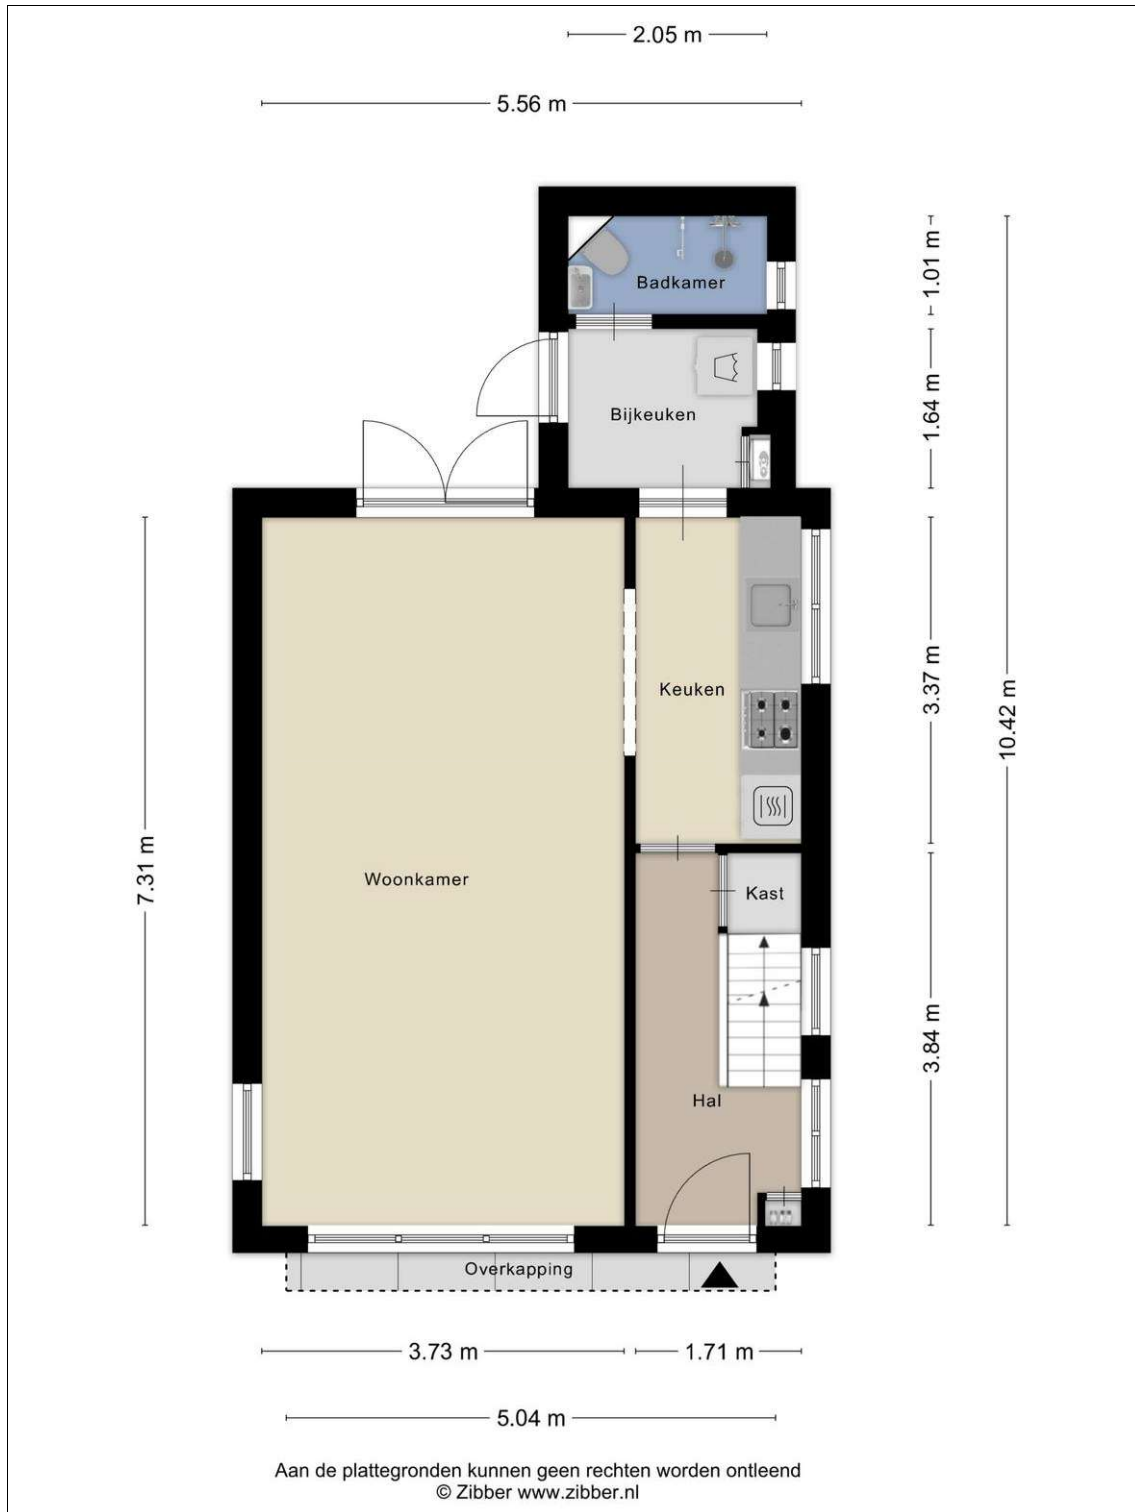 2.05 m
5.56 m
Badkamer
1.01 m
Bijkeuken
1.64 m
Keuken
3.37 m
10.42 m
Woonkamer
7.31 m
Kast
Hal
3.84 m
Overkapping
3.73 m
1.71 m
5.04 m
Aan de plattegronden kunnen geen rechten worden ontleend
© Zibber www.zibber.nl